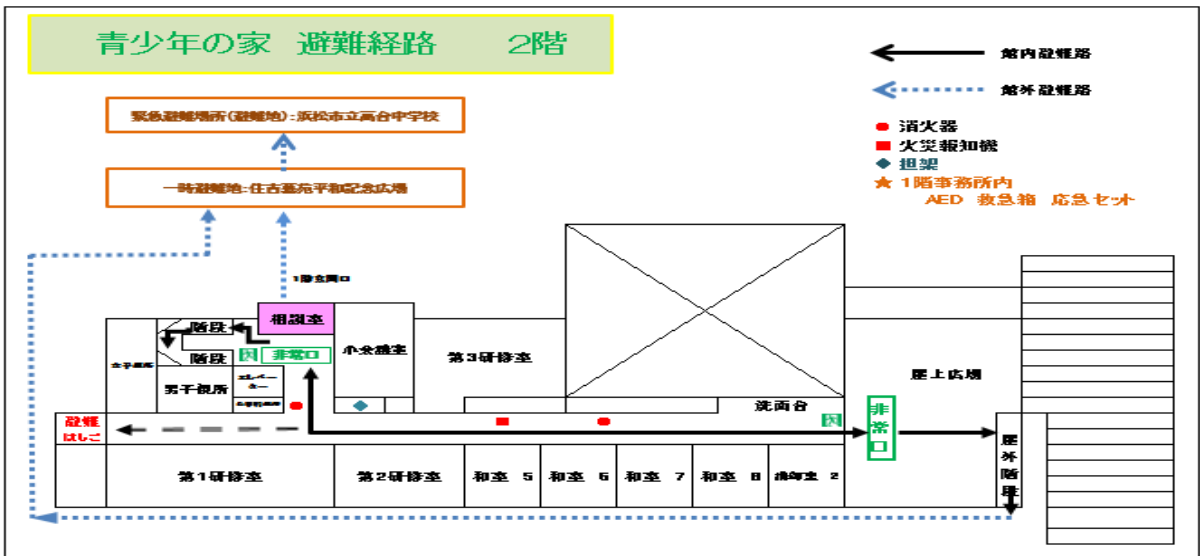 青少年の家 避難経路 2階
館内避難路
館外避難路
緊急避難場所(避難地):浜松市立高台中学校
消火器
火災報知機
担架
一時避難地:住吉墓苑平和記念広場
★ 1階事務所内
AED 救急箱 応急セット
1階玄関口
相談室
階段
階段
非常口
小会議室
第3研修室
屋上広場
男子便所
洗面台
避難
はしご
非常口
屋外階段
第1研修室
第2研修室
和室 5
和室 6
和室 7
和室 8